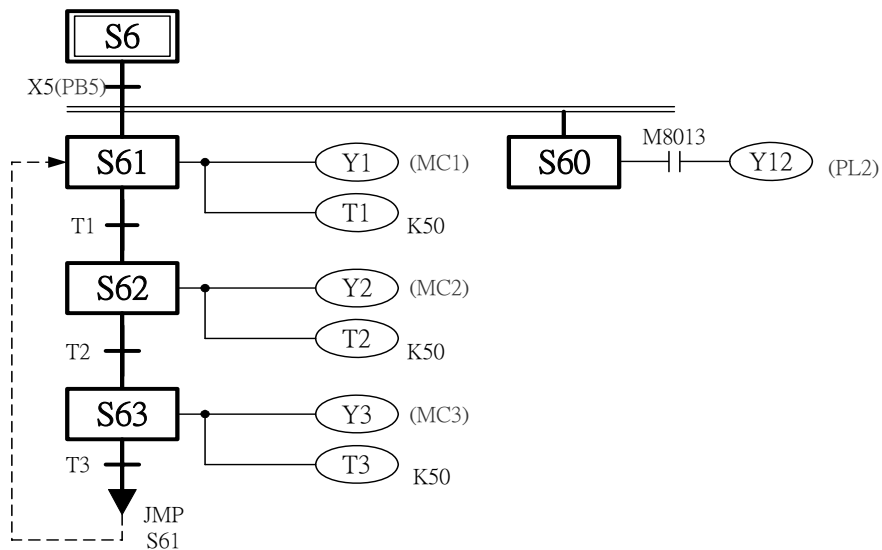 S6
X5(PB5)
S61
Y1
(MC1)
T1
K50
S60
M8013
Y12
(PL2)
T1
S62
Y2
(MC2)
T2
K50
T2
S63
Y3
(MC3)
T3
K50
T3
JMP
S61